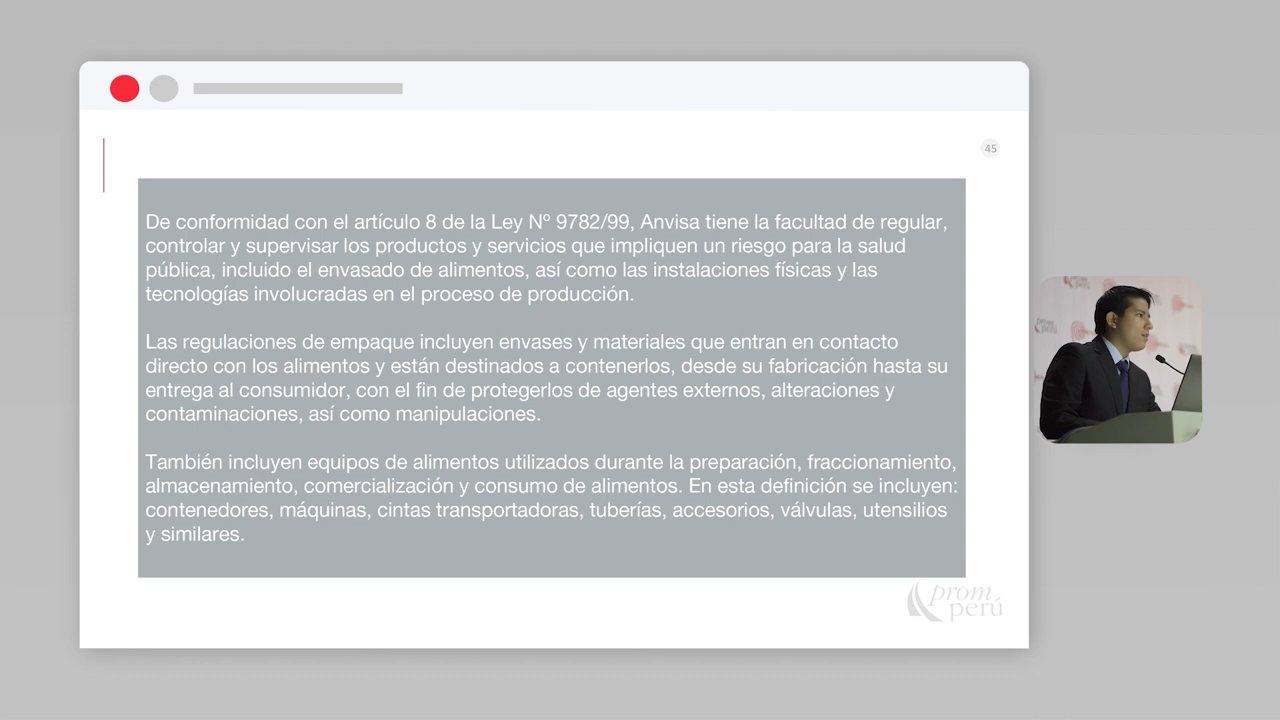 45
De conformidad con el artículo 8 de la Ley Nº 9782/99, Anvisa tiene la facultad de regular,
controlar y supervisar los productos y servicios que impliquen un riesgo para la salud
pública, incluido el envasado de alimentos, así como las instalaciones físicas y las
tecnologías involucradas en el proceso de producción.
Las regulaciones de empaque incluyen envases y materiales que entran en contacto
directo con los alimentos y están destinados a contenerlos, desde su fabricación hasta su
entrega al consumidor, con el fin de protegerlos de agentes externos, alteraciones y
contaminaciones, así como manipulaciones.
También incluyen equipos de alimentos utilizados durante la preparación, fraccionamiento,
almacenamiento, comercialización y consumo de alimentos. En esta definición se incluyen:
contenedores, máquinas, cintas transportadoras, tuberías, accesorios, válvulas, utensilios
y similares.
prom
perú